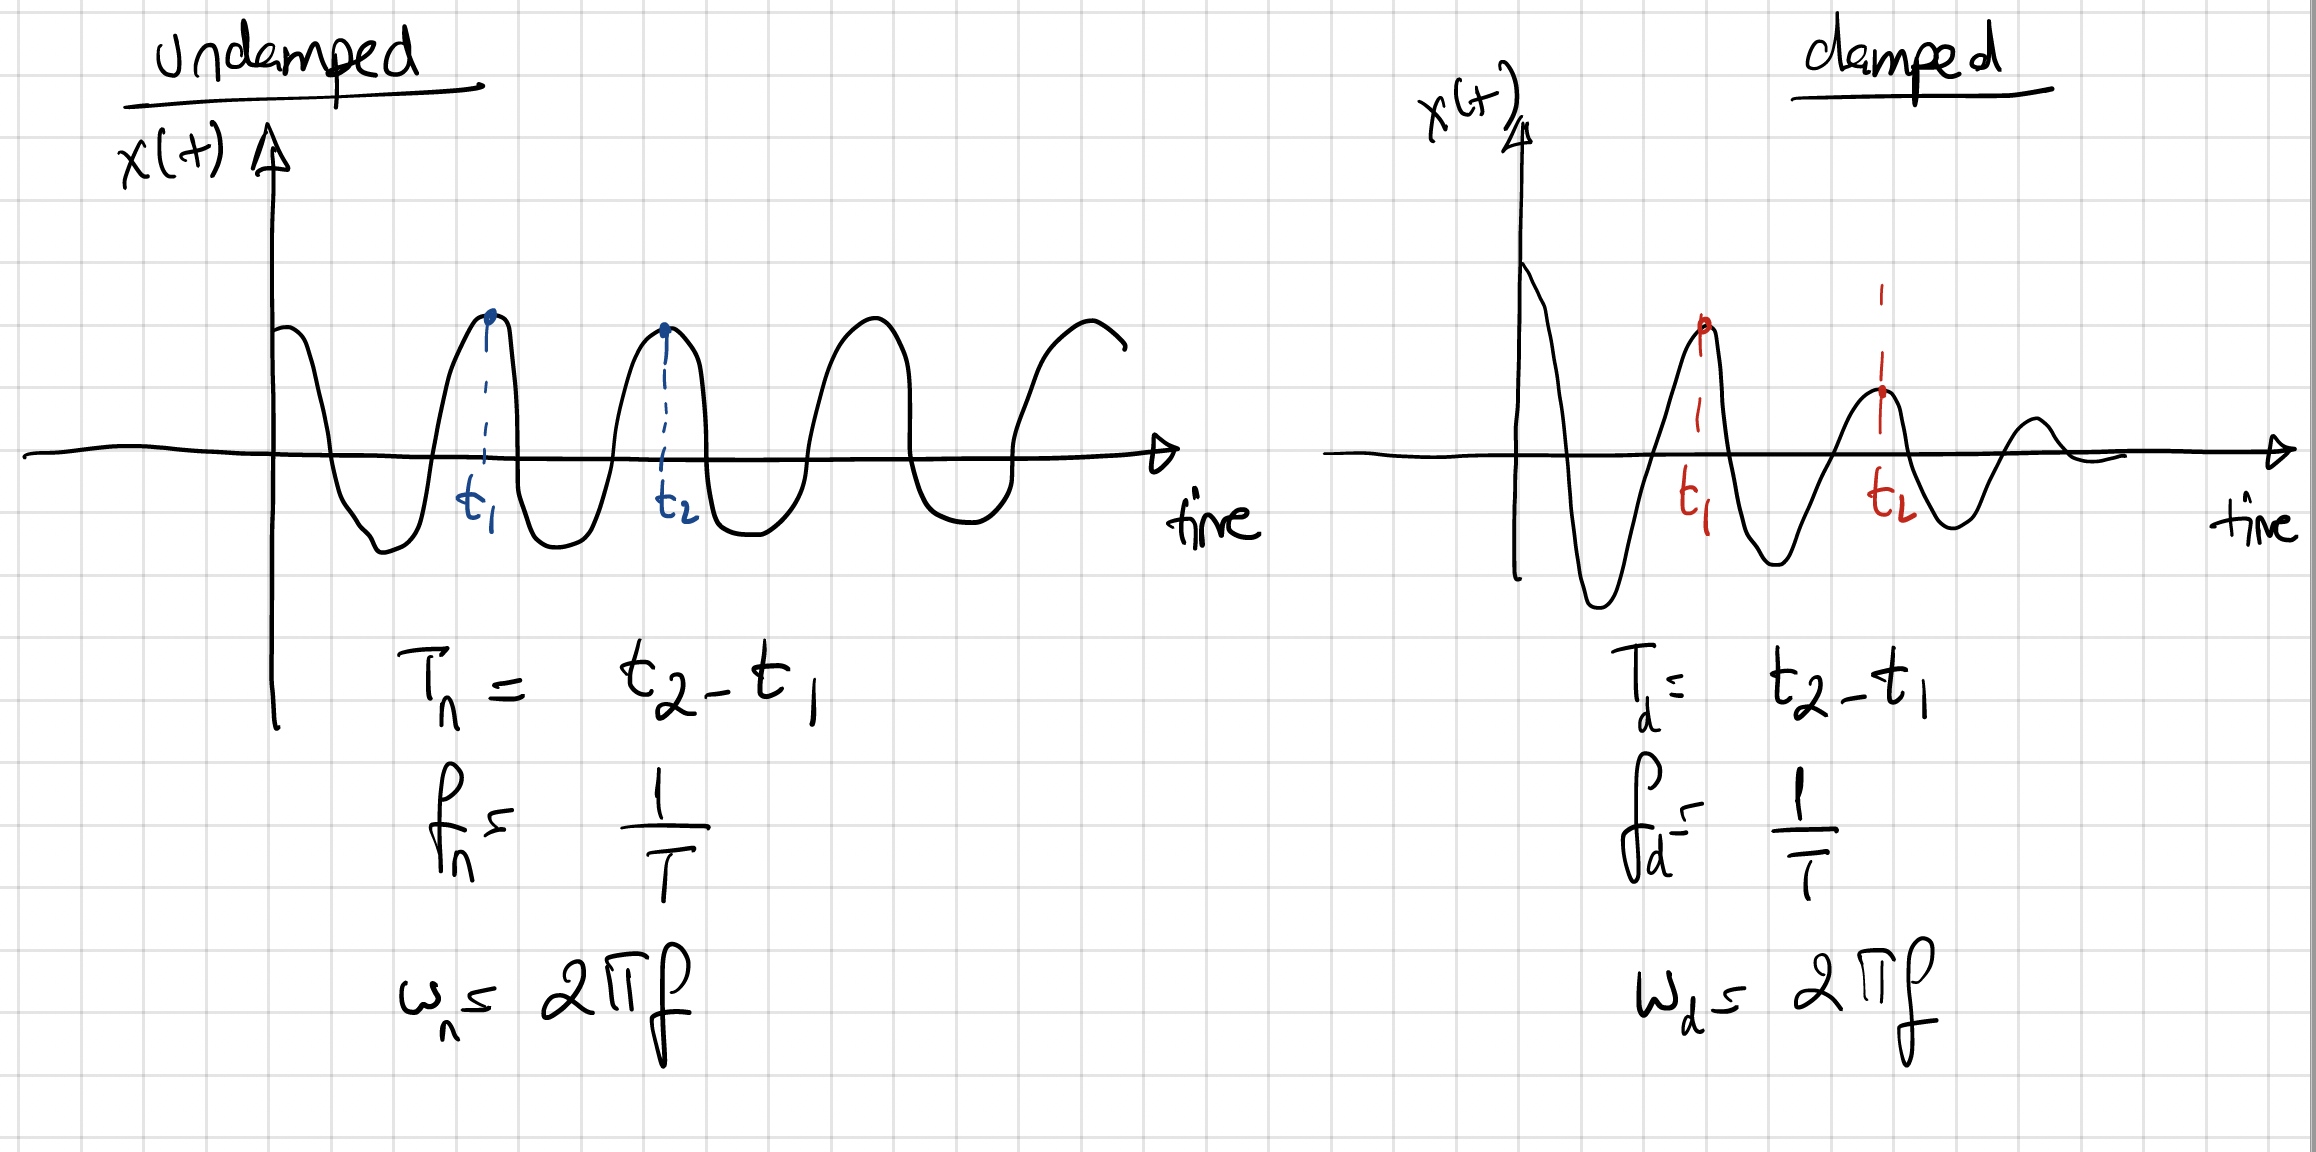 undamped
x(t)
t1 t2
time
Tn = t2 - t1
fn = 1/T
ωn = 2πf
damped
x(t)
t1 t2
time
Td = t2 - t1
fd = 1/T
ωd = 2πf